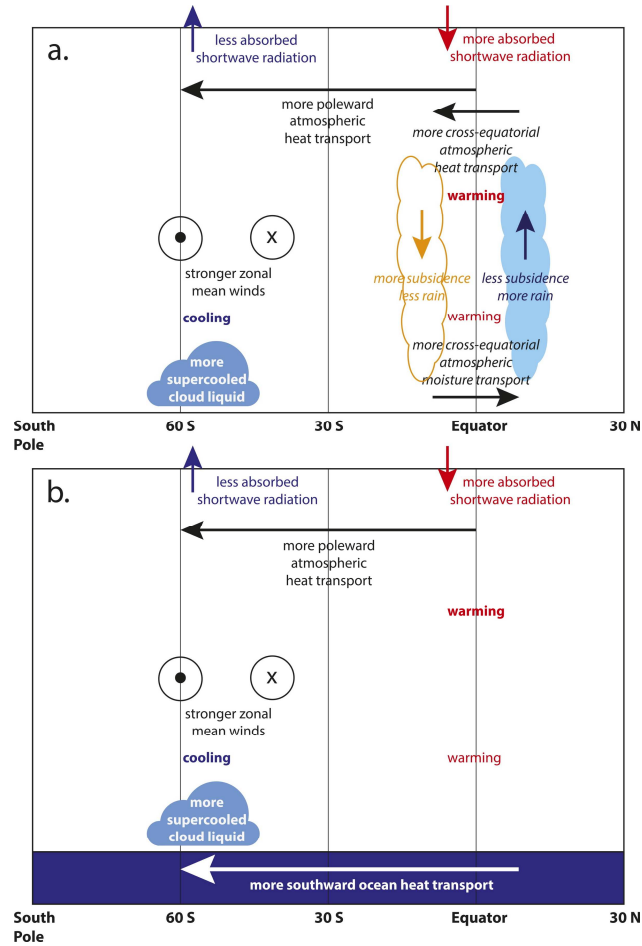 a.
less absorbed
shortwave radiation
more absorbed
shortwave radiation
more poleward
atmospheric
heat transport
more cross-equatorial
atmospheric
heat transport
warming
X
stronger zonal
mean winds
more subsidence
less rain
less subsidence
more rain
cooling
warming
more
supercooled
cloud liquid
more cross-equatorial
atmospheric
moisture transport
South
Pole
60 S
30 S
Equator
30 N
b.
less absorbed
shortwave radiation
more absorbed
shortwave radiation
more poleward
atmospheric
heat transport
warming
X
stronger zonal
mean winds
cooling
warming
more
supercooled
cloud liquid
more southward ocean heat transport
South
Pole
60 S
30 S
Equator
30 N